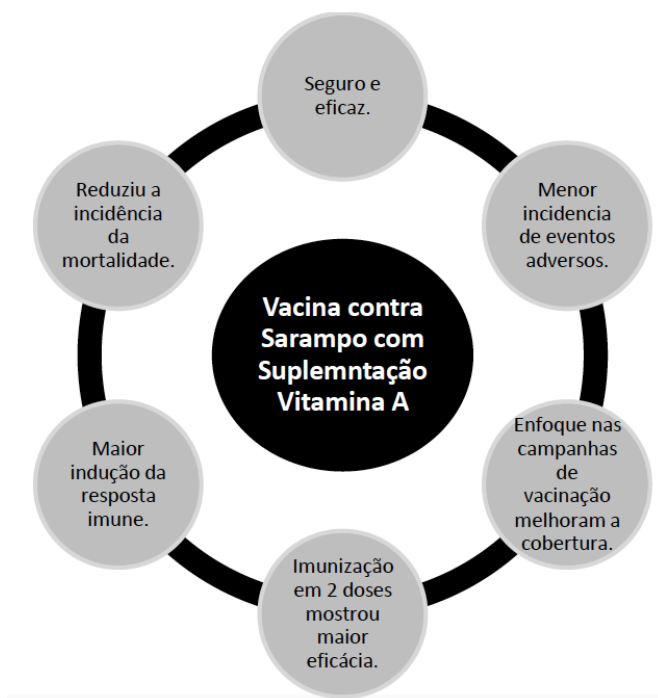 Seguro e
eficaz.
Menor
incidencia
de eventos
adversos.
Enfoque nas
campanhas
de
vacinação
melhoram a
cobertura.
Imunização
em 2 doses
mostrou
maior
eficácia.
Maior
indução da
resposta
imune.
Reduziu a
incidência
da
mortalidade.
Vacina contra
Sarampo com
Suplemntação
Vitamina A